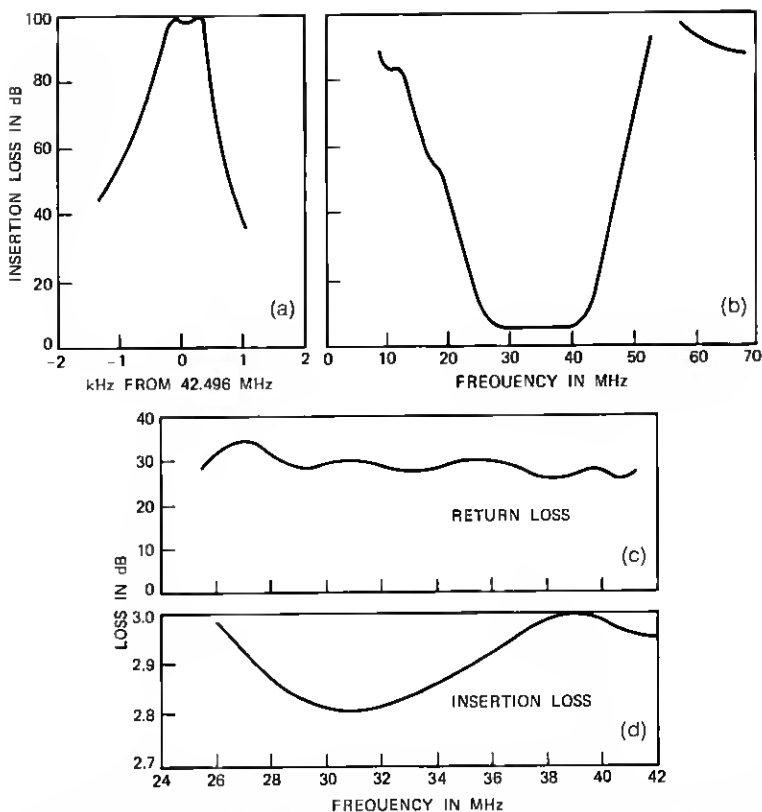 100
80
60
40
20
0
INSERTION LOSS IN dB
-2 -1 0 1 2
kHz FROM 42.496 MHz
(a)
0 10 20 30 40 50 60 70
FREQUENCY IN MHz
(b)
40
30
20
10
0
RETURN LOSS
(c)
LOSS IN dB
3.0
2.9
2.8
2.7
INSERTION LOSS
(d)
24 26 28 30 32 34 36 38 40 42
FREQUENCY IN MHz